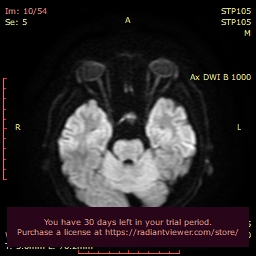 Im: 10/54
Se: 5
A
STP105
STP105
M
Ax DWI B 1000
R
L
You have 30 days left in your trial period.
Purchase a license at https://radiantviewer.com/store/